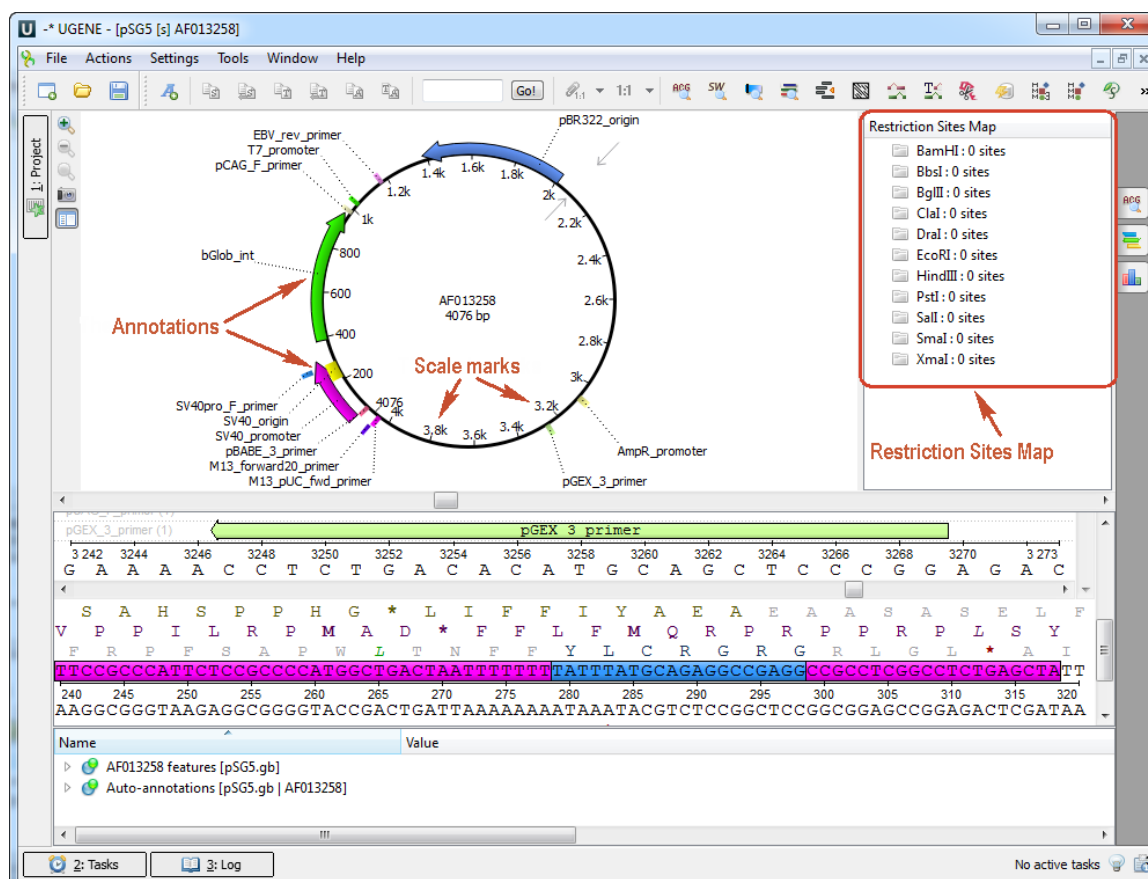 -* UGENE - [pSG5 [s] AF013258]
File Actions Settings Tools Window Help
Go! 1:1 1:1 ACG SW
1: Project
pBR322_origin
EBV_rev_primer
T7_promoter
pCAG_F_primer
1.4k 1.6k 1.8k 2k
1.2k
1k
2.2k
800
bGlob_int
2.4k
600
AF013258
4076 bp
2.6k
Annotations
400
2.8k
Scale marks
200
3k
SV40pro_F_primer
4076
3.2k
SV40_origin
4k
3.8k 3.6k 3.4k
SV40_promoter
pBABE_3_primer
AmpR_promoter
M13_forward20_primer
M13_pUC_fwd_primer
pGEX_3_primer
Restriction Sites Map
BamHI : 0 sites
BbsI : 0 sites
BglII : 0 sites
ClaI : 0 sites
DraI : 0 sites
EcoRI : 0 sites
HindIII : 0 sites
PstI : 0 sites
SalI : 0 sites
SmaI : 0 sites
XmaI : 0 sites
Restriction Sites Map
ACG
pGEX_3_primer (1)
pGEX 3 primer
3 242 3244 3246 3248 3250 3252 3254 3256 3258 3260 3262 3264 3266 3268 3270 3 273
G A A A A C C T C T G A C A C A T G C A G C T C C C G G A G A C
S A H S P P H G * L I F F I Y A E A E A A S A S E L F
V P P I L R P M A D * F F L F M Q R P R P P R P L S Y
F R P F S A P W L T N F F Y L C R G R G R L G L * A I
TTCCGCCCATTCTCCGCCCCATGGCTGACTAATTTTTTTTATTTATGCAGAGGCCGAGGCCGCCTCGGCCTCTGAGCTATT
240 245 250 255 260 265 270 275 280 285 290 295 300 305 310 315 320
AAGGCGGGTAAGAGGCGGGGTACCGACTGATTAAAAAAAATAAATACGTCTCCGGCTCCGGCGGAGCCGGAGACTCGATAA
Name Value
AF013258 features [pSG5.gb]
Auto-annotations [pSG5.gb | AF013258]
2: Tasks 3: Log No active tasks